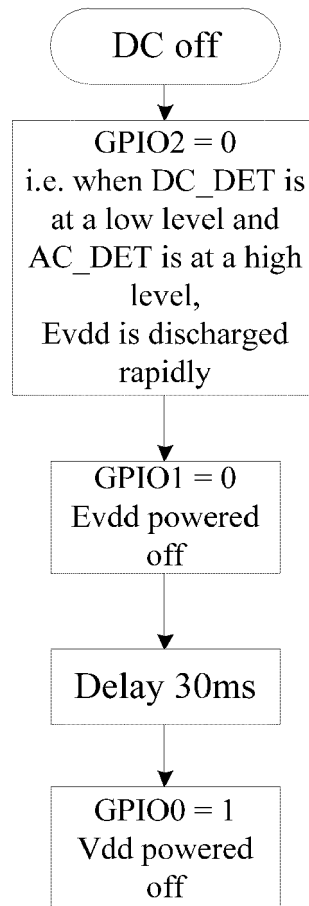 DC off
GPIO2 = 0
i.e. when DC_DET is
at a low level and
AC_DET is at a high
level,
Evdd is discharged
rapidly
GPIO1 = 0
Evdd powered
off
Delay 30ms
GPIO0 = 1
Vdd powered
off